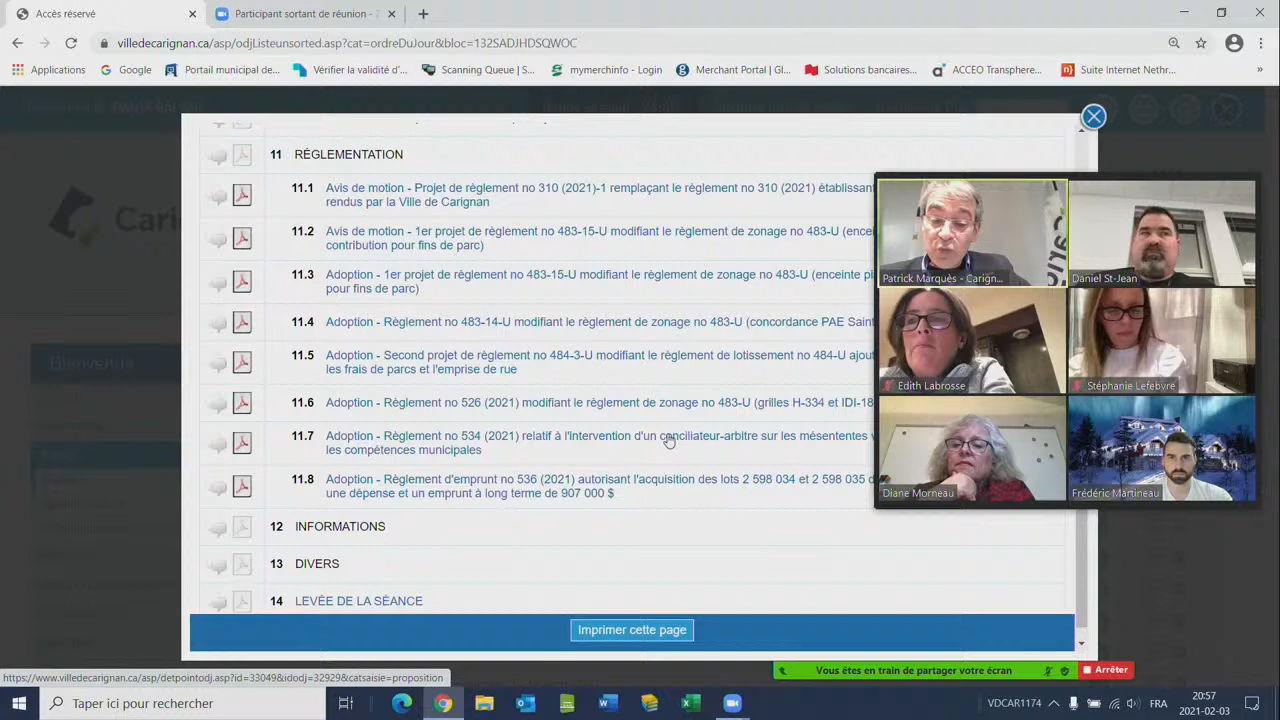 Accès réservé
Participant sortant de réunion - Z
villedecarignan.ca/asp/odjListeunsorted.asp?cat=ordreDuJour&bloc=132SADJHDSQWOC
Applications Google Portail municipal de... Vérifier la validité d'... Scanning Queue | S... mymerchinfo - Login Merchant Portal | Gl... Solutions bancaires... ACCEO Transphere... Suite Internet Nethr... »
Bienvenue
11 RÉGLEMENTATION
11.1 Avis de motion - Projet de règlement no 310 (2021)-1 remplaçant le règlement no 310 (2021) établissant
rendus par la Ville de Carignan
11.2 Avis de motion - 1er projet de règlement no 483-15-U modifiant le règlement de zonage no 483-U (encei
contribution pour fins de parc)
11.3 Adoption - 1er projet de règlement no 483-15-U modifiant le règlement de zonage no 483-U (enceinte p
pour fins de parc)
11.4 Adoption - Règlement no 483-14-U modifiant le règlement de zonage no 483-U (concordance PAE Saint
11.5 Adoption - Second projet de règlement no 484-3-U modifiant le règlement de lotissement no 484-U ajout
les frais de parcs et l'emprise de rue
11.6 Adoption - Règlement no 526 (2021) modifiant le règlement de zonage no 483-U (grilles H-334 et IDI-18
11.7 Adoption - Règlement no 534 (2021) relatif à l'intervention d'un conciliateur-arbitre sur les mésententes v
les compétences municipales
11.8 Adoption - Règlement d'emprunt no 536 (2021) autorisant l'acquisition des lots 2 598 034 et 2 598 035 d
une dépense et un emprunt à long terme de 907 000 $
12 INFORMATIONS
13 DIVERS
14 LEVÉE DE LA SÉANCE
Imprimer cette page
Patrick Marquès - Carign...
Daniel St-Jean
Edith Labrosse
Stéphanie Lefebvre
Diane Morneau
Frédéric Martineau
Vous êtes en train de partager votre écran
Arrêter
https://www.villedecarignan.ca/asp/detpointodj.asp?id=33004&idoCat=32929&catsortie=proposition
Taper ici pour rechercher
VDCAR1174
FRA
20:57
2021-02-03